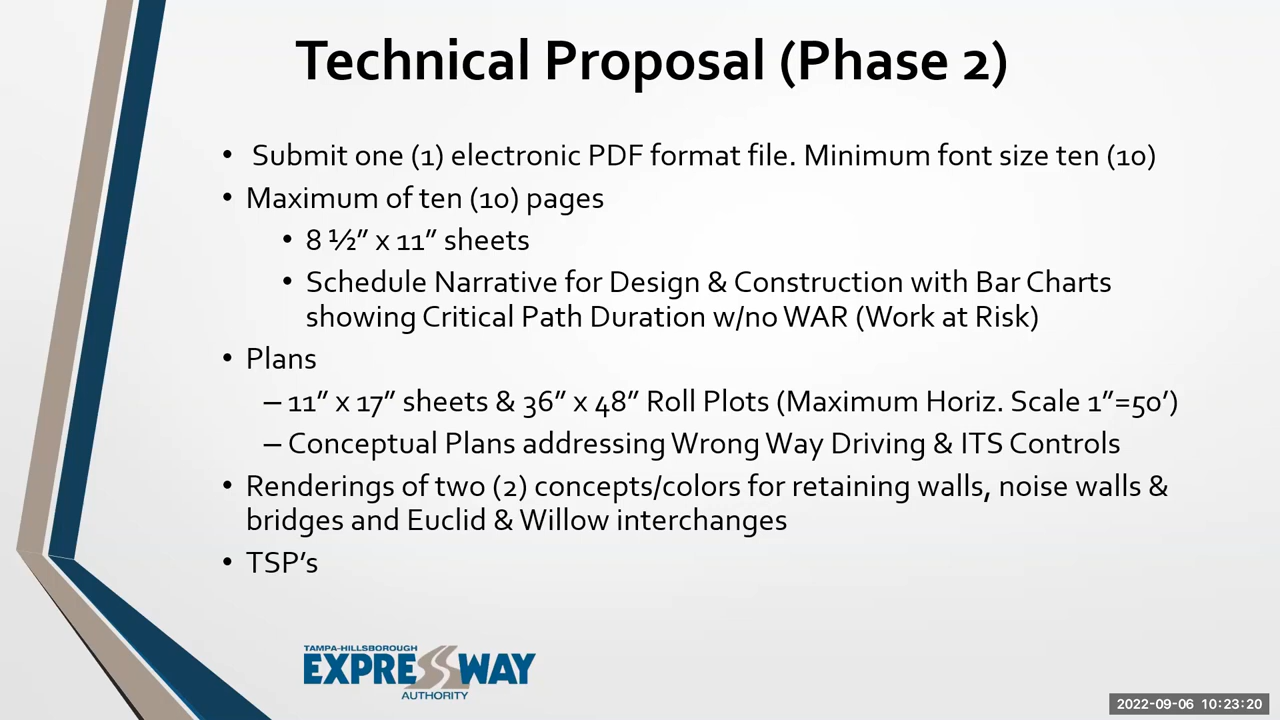 Technical Proposal (Phase 2)
• Submit one (1) electronic PDF format file. Minimum font size ten (10)
• Maximum of ten (10) pages
• 8 ½” x 11” sheets
• Schedule Narrative for Design & Construction with Bar Charts
showing Critical Path Duration w/no WAR (Work at Risk)
• Plans
– 11” x 17” sheets & 36” x 48” Roll Plots (Maximum Horiz. Scale 1”=50’)
– Conceptual Plans addressing Wrong Way Driving & ITS Controls
• Renderings of two (2) concepts/colors for retaining walls, noise walls &
bridges and Euclid & Willow interchanges
• TSP’s
TAMPA-HILLSBOROUGH
EXPRESSWAY
AUTHORITY
2022-09-06 10:23:20